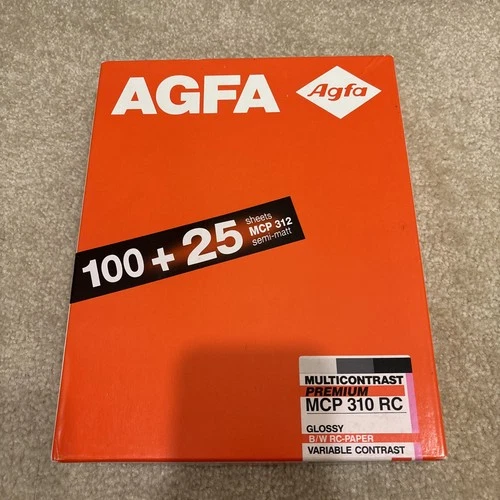 AGFA
Agfa
100 + 25 sheets
MCP 312
semi-matt
MULTICONTRAST
PREMIUM
MCP 310 RC
GLOSSY
B/W RC-PAPER
VARIABLE CONTRAST